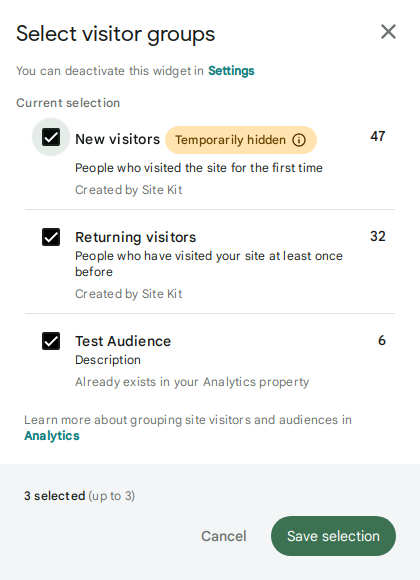 Select visitor groups
You can deactivate this widget in Settings
Current selection
New visitors Temporarily hidden 47
People who visited the site for the first time
Created by Site Kit
Returning visitors 32
People who have visited your site at least once
before
Created by Site Kit
Test Audience 6
Description
Already exists in your Analytics property
Learn more about grouping site visitors and audiences in
Analytics
3 selected (up to 3)
Cancel Save selection